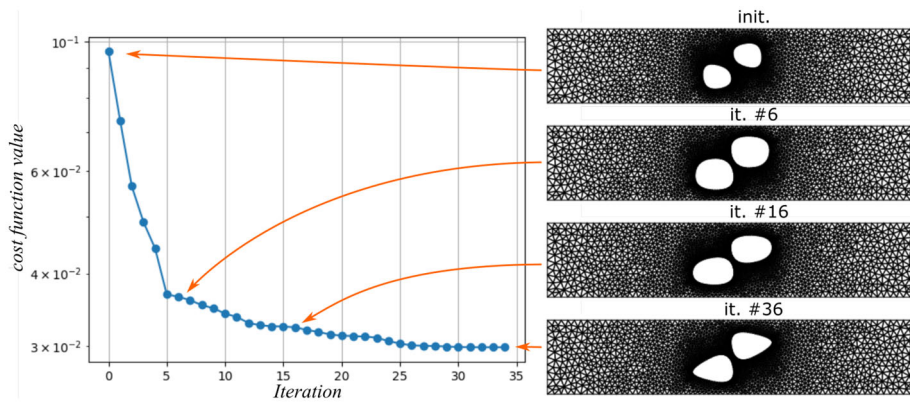 10⁻¹
6 × 10⁻²
4 × 10⁻²
3 × 10⁻²
cost function value
0 5 10 15 20 25 30 35
Iteration
init.
it. #6
it. #16
it. #36